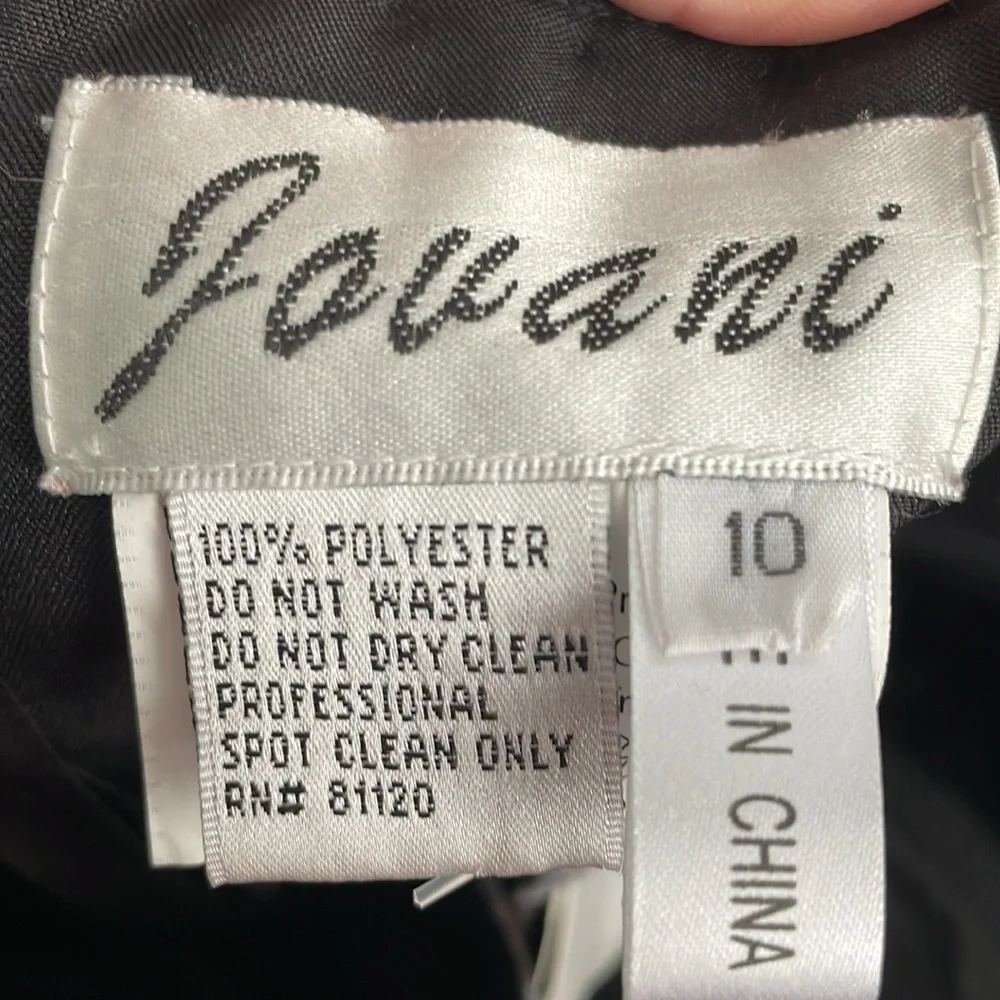 Jovani
100% POLYESTER
DO NOT WASH
DO NOT DRY CLEAN
PROFESSIONAL
SPOT CLEAN ONLY
RN# 81120
10
IN CHINA